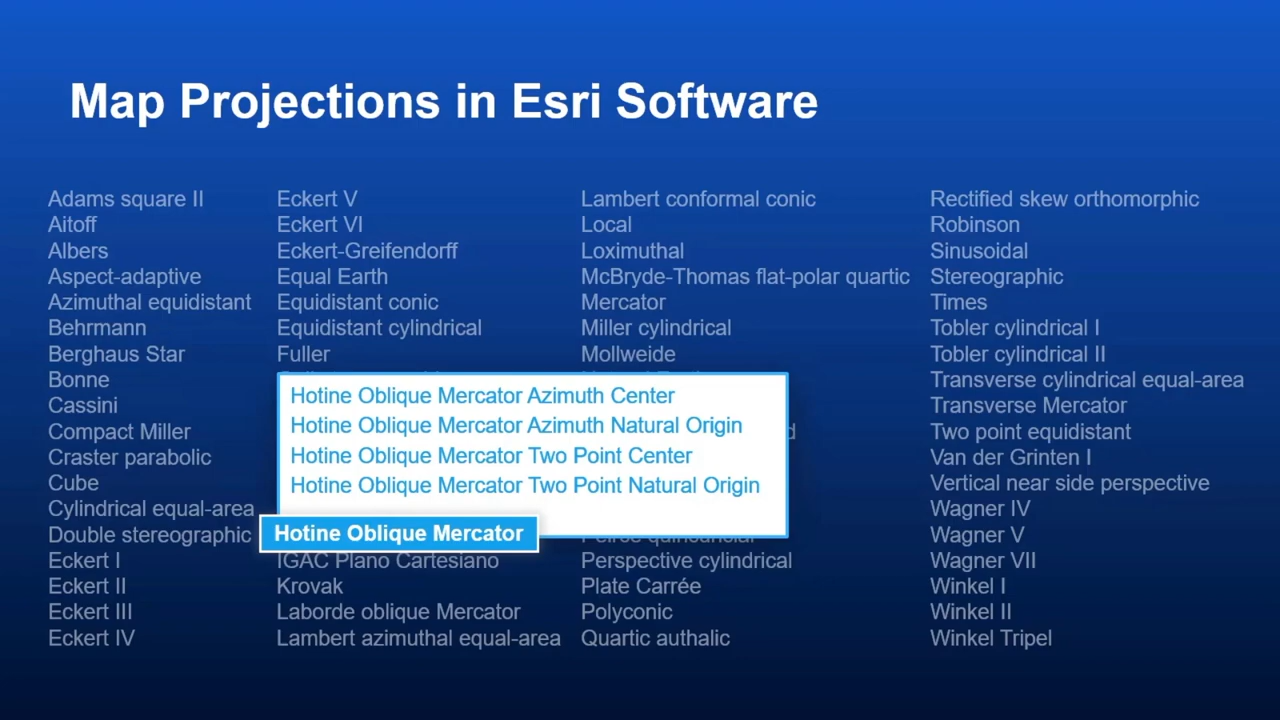 Map Projections in Esri Software
Adams square II
Aitoff
Albers
Aspect-adaptive
Azimuthal equidistant
Behrmann
Berghaus Star
Bonne
Cassini
Compact Miller
Craster parabolic
Cube
Cylindrical equal-area
Double stereographic
Eckert I
Eckert II
Eckert III
Eckert IV
Eckert V
Eckert VI
Eckert-Greifendorff
Equal Earth
Equidistant conic
Equidistant cylindrical
Fuller
Hotine Oblique Mercator Azimuth Center
Hotine Oblique Mercator Azimuth Natural Origin
Hotine Oblique Mercator Two Point Center
Hotine Oblique Mercator Two Point Natural Origin
Hotine Oblique Mercator
IGAC Plano Cartesiano
Krovak
Laborde oblique Mercator
Lambert azimuthal equal-area
Lambert conformal conic
Local
Loximuthal
McBryde-Thomas flat-polar quartic
Mercator
Miller cylindrical
Mollweide
Perspective cylindrical
Plate Carrée
Polyconic
Quartic authalic
Rectified skew orthomorphic
Robinson
Sinusoidal
Stereographic
Times
Tobler cylindrical I
Tobler cylindrical II
Transverse cylindrical equal-area
Transverse Mercator
Two point equidistant
Van der Grinten I
Vertical near side perspective
Wagner IV
Wagner V
Wagner VII
Winkel I
Winkel II
Winkel Tripel